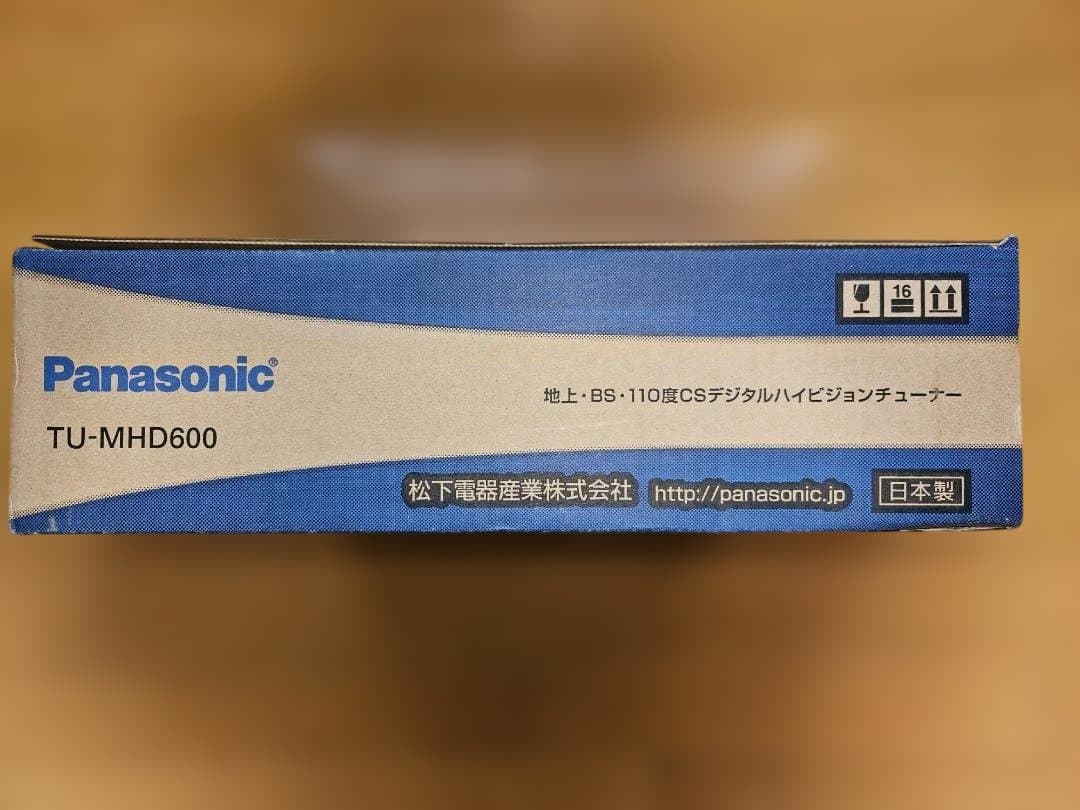 16
Panasonic®
地上・BS・110度CSデジタルハイビジョンチューナー
TU-MHD600
松下電器産業株式会社 http://panasonic.jp 日本製